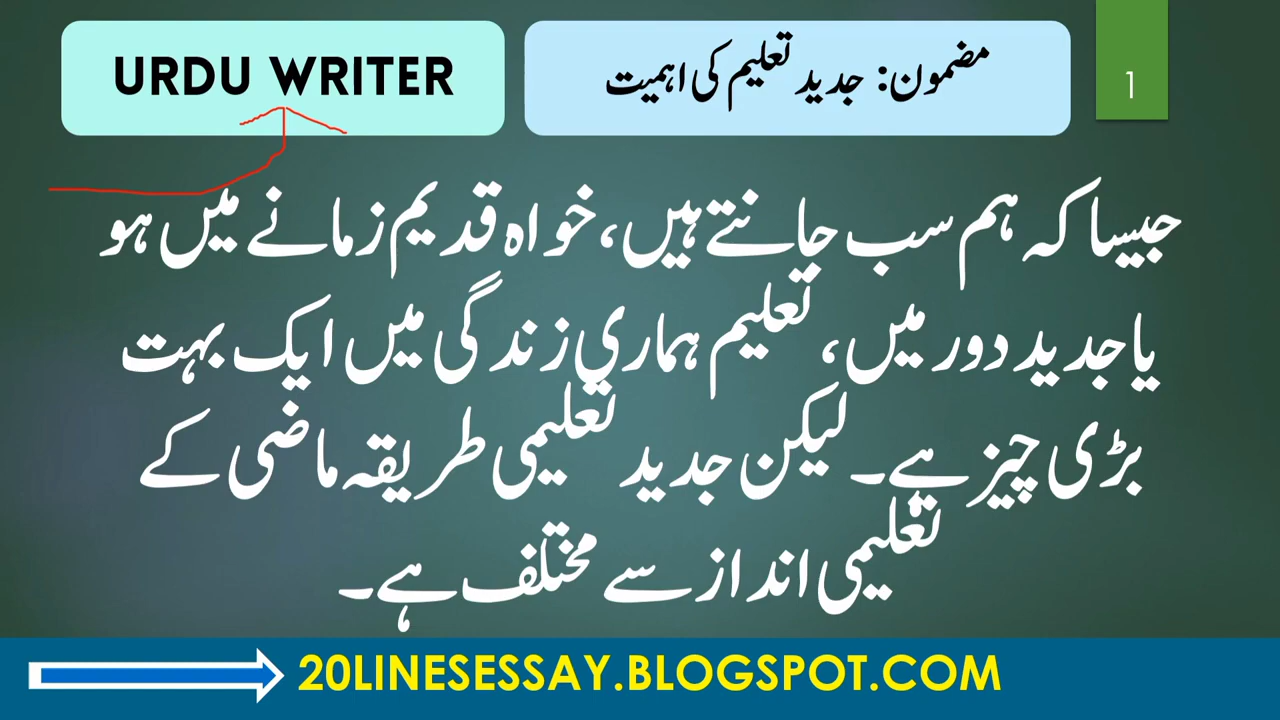 URDU WRITER
مضمون: جدید تعلیم کی اہمیت
1
جیسا کہ ہم سب جانتے ہیں، خواہ قدیم زمانے میں ہو
یا جدید دور میں، تعلیم ہماری زندگی میں ایک بہت
بڑی چیز ہے۔ لیکن جدید تعلیمی طریقہ ماضی کے
تعلیمی انداز سے مختلف ہے۔
20LINESESSAY.BLOGSPOT.COM